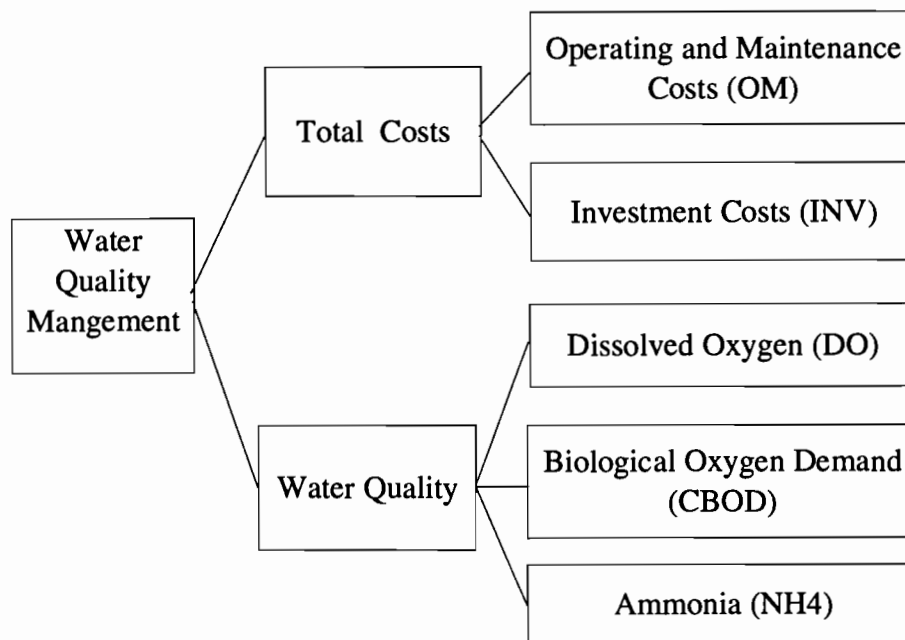 Operating and Maintenance
Costs (OM)
Total Costs
Investment Costs (INV)
Water
Quality
Mangement
Dissolved Oxygen (DO)
Water Quality
Biological Oxygen Demand
(CBOD)
Ammonia (NH4)